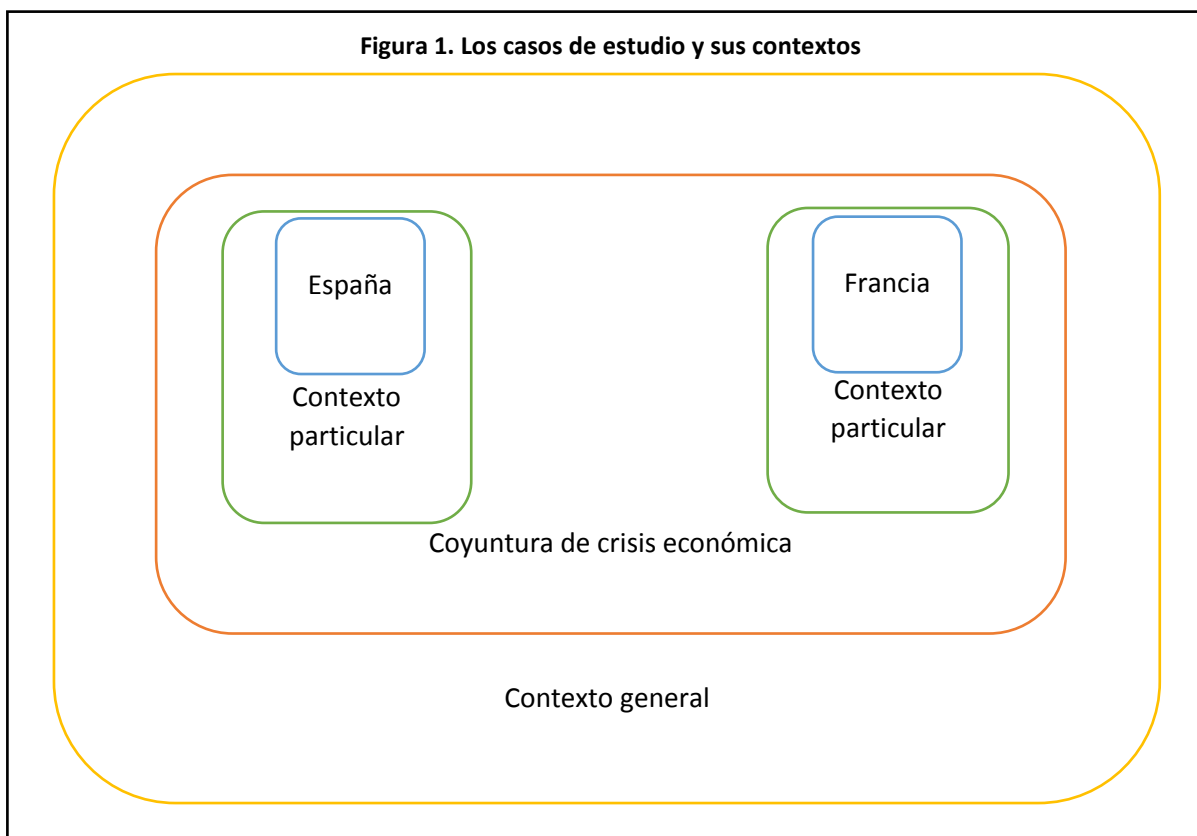 Figura 1. Los casos de estudio y sus contextos
España
Francia
Contexto
particular
Contexto
particular
Coyuntura de crisis económica
Contexto general